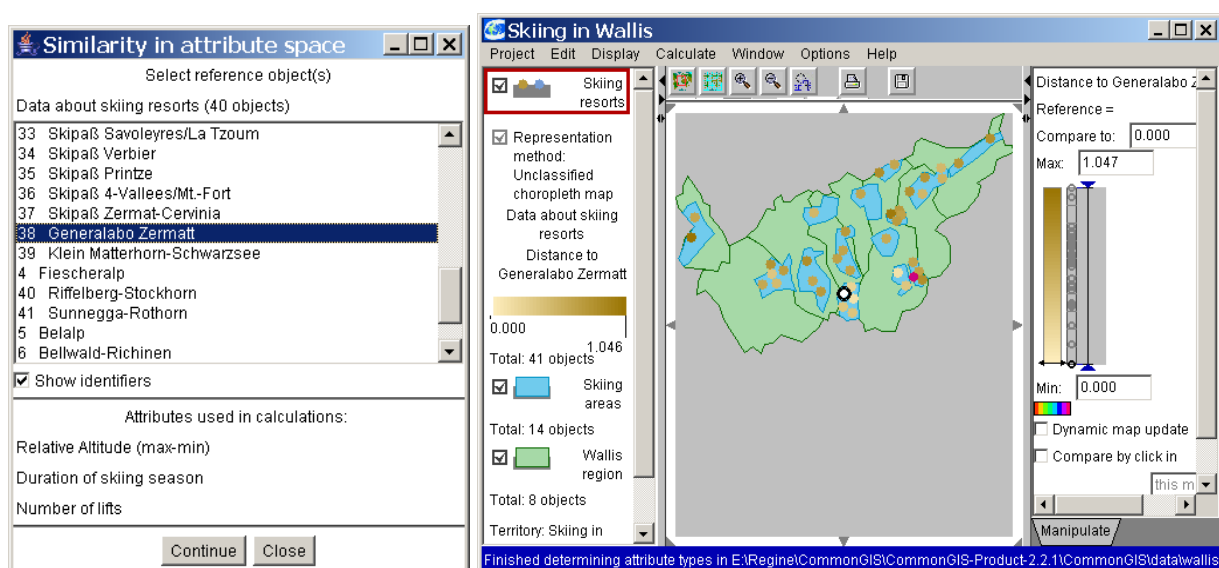 Similarity in attribute space
Select reference object(s)
Data about skiing resorts (40 objects)
33 Skipaß Savoleyres/La Tzoum
34 Skipaß Verbier
35 Skipaß Printze
36 Skipaß 4-Vallees/Mt.-Fort
37 Skipaß Zermat-Cervinia
38 Generalabo Zermatt
39 Klein Matterhorn-Schwarzsee
4 Fiescheralp
40 Riffelberg-Stockhorn
41 Sunnegga-Rothorn
5 Belalp
6 Bellwald-Richinen
Show identifiers
Attributes used in calculations:
Relative Altitude (max-min)
Duration of skiing season
Number of lifts
Continue Close
Skiing in Wallis
Project Edit Display Calculate Window Options Help
Skiing
resorts
Representation
method:
Unclassified
choropleth map
Data about skiing
resorts
Distance to
Generalabo Zermatt
0.000
1.046
Total: 41 objects
Skiing
areas
Total: 14 objects
Wallis
region
Total: 8 objects
Territory: Skiing in
Distance to Generalabo Z
Reference =
Compare to: 0.000
Max: 1.047
Min: 0.000
Dynamic map update
Compare by click in
this m
Manipulate
Finished determining attribute types in E:\Regine\CommonGIS\CommonGIS-Product-2.2.1\CommonGIS\data\wallis